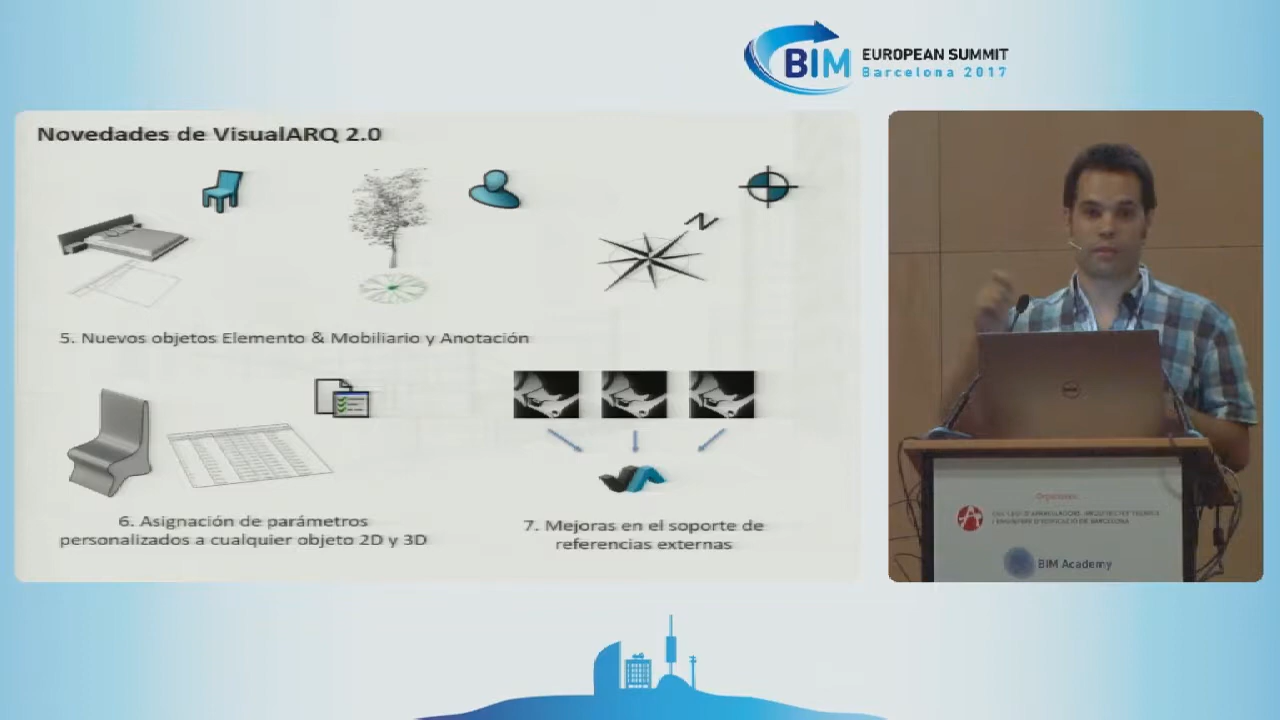 BIM EUROPEAN SUMMIT
Barcelona 2017
Novedades de VisualARQ 2.0
N
5. Nuevos objetos Elemento & Mobiliario y Anotación
6. Asignación de parámetros
personalizados a cualquier objeto 2D y 3D
7. Mejoras en el soporte de
referencias externas
DELL
BIM Academy